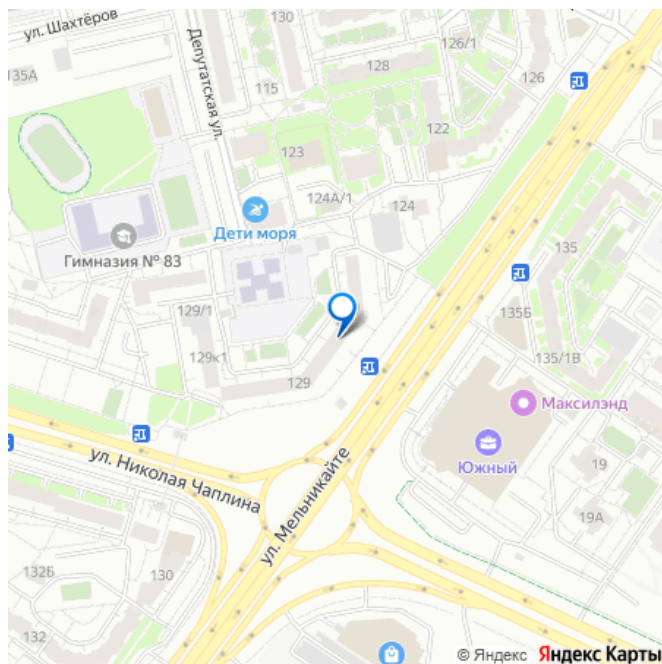 ул. Шахтёров
130
126/1
135А
Депутатская ул.
128
126
115
122
123
124А/1
124
Дети моря
135
Гимназия № 83
129/1
135Б
129к1
135/1В
129
Максилэнд
Южный
ул. Николая Чаплина
ул. Мельникайте
19
19А
132Б
130
132
© Яндекс Яндекс Карты